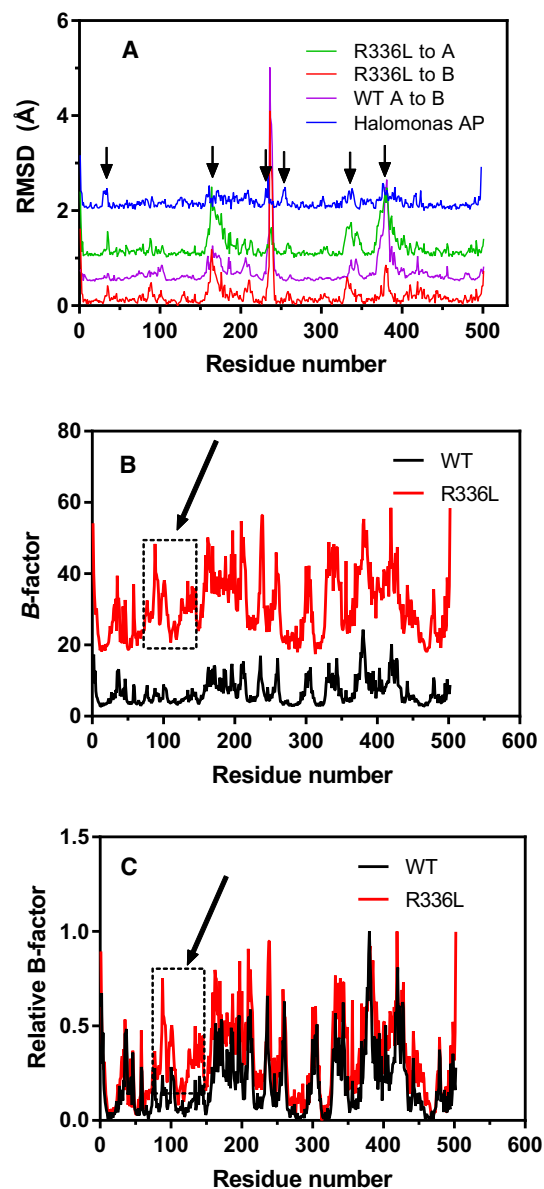 A
R336L to A
R336L to B
WT A to B
Halomonas AP
RMSD (Å)
6
4
2
0
0 100 200 300 400 500
Residue number
B
WT
R336L
B-factor
80
60
40
20
0
0 100 200 300 400 500 600
Residue number
C
WT
R336L
Relative B-factor
1.5
1.0
0.5
0.0
0 100 200 300 400 500 600
Residue number